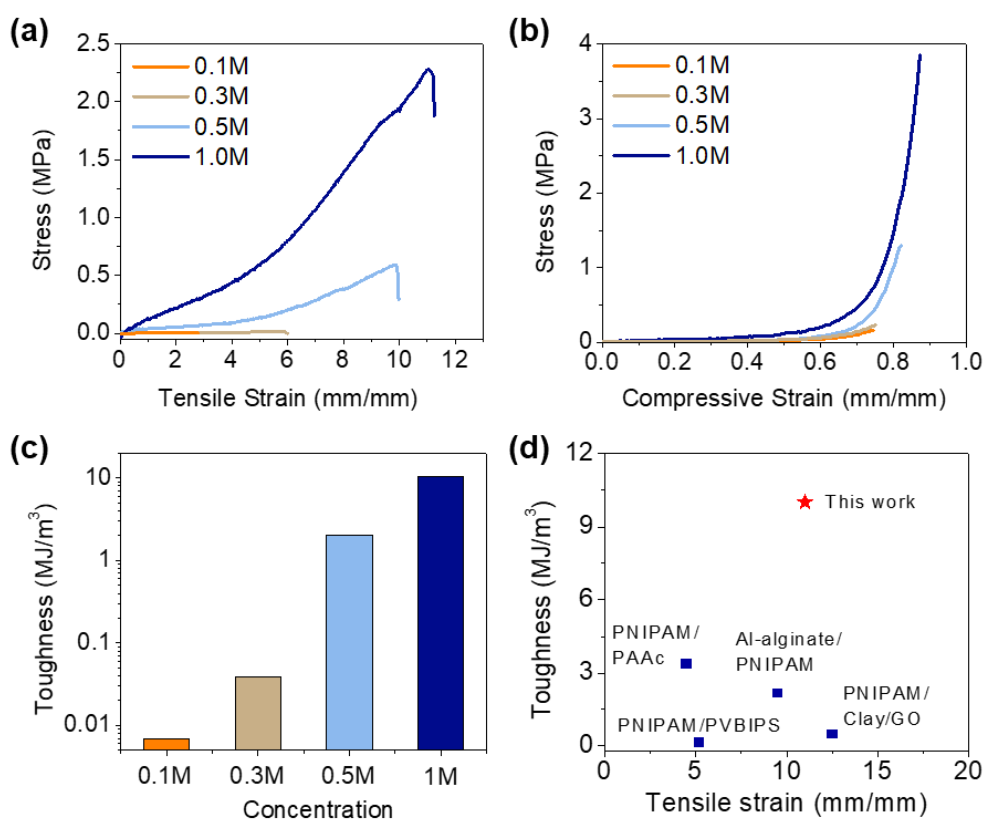 (a)
2.5
2.0
1.5
1.0
0.5
0.0
0.1M
0.3M
0.5M
1.0M
Stress (MPa)
0 2 4 6 8 10 12
Tensile Strain (mm/mm)
(b)
4
3
2
1
0
0.1M
0.3M
0.5M
1.0M
Stress (MPa)
0.0 0.2 0.4 0.6 0.8 1.0
Compressive Strain (mm/mm)
(c)
10
1
0.1
0.01
Toughness (MJ/m³)
0.1M 0.3M 0.5M 1M
Concentration
(d)
12
9
6
3
0
Toughness (MJ/m³)
This work
PNIPAM/
PAAc
Al-alginate/
PNIPAM
PNIPAM/
Clay/GO
PNIPAM/PVBIPS
0 5 10 15 20
Tensile strain (mm/mm)